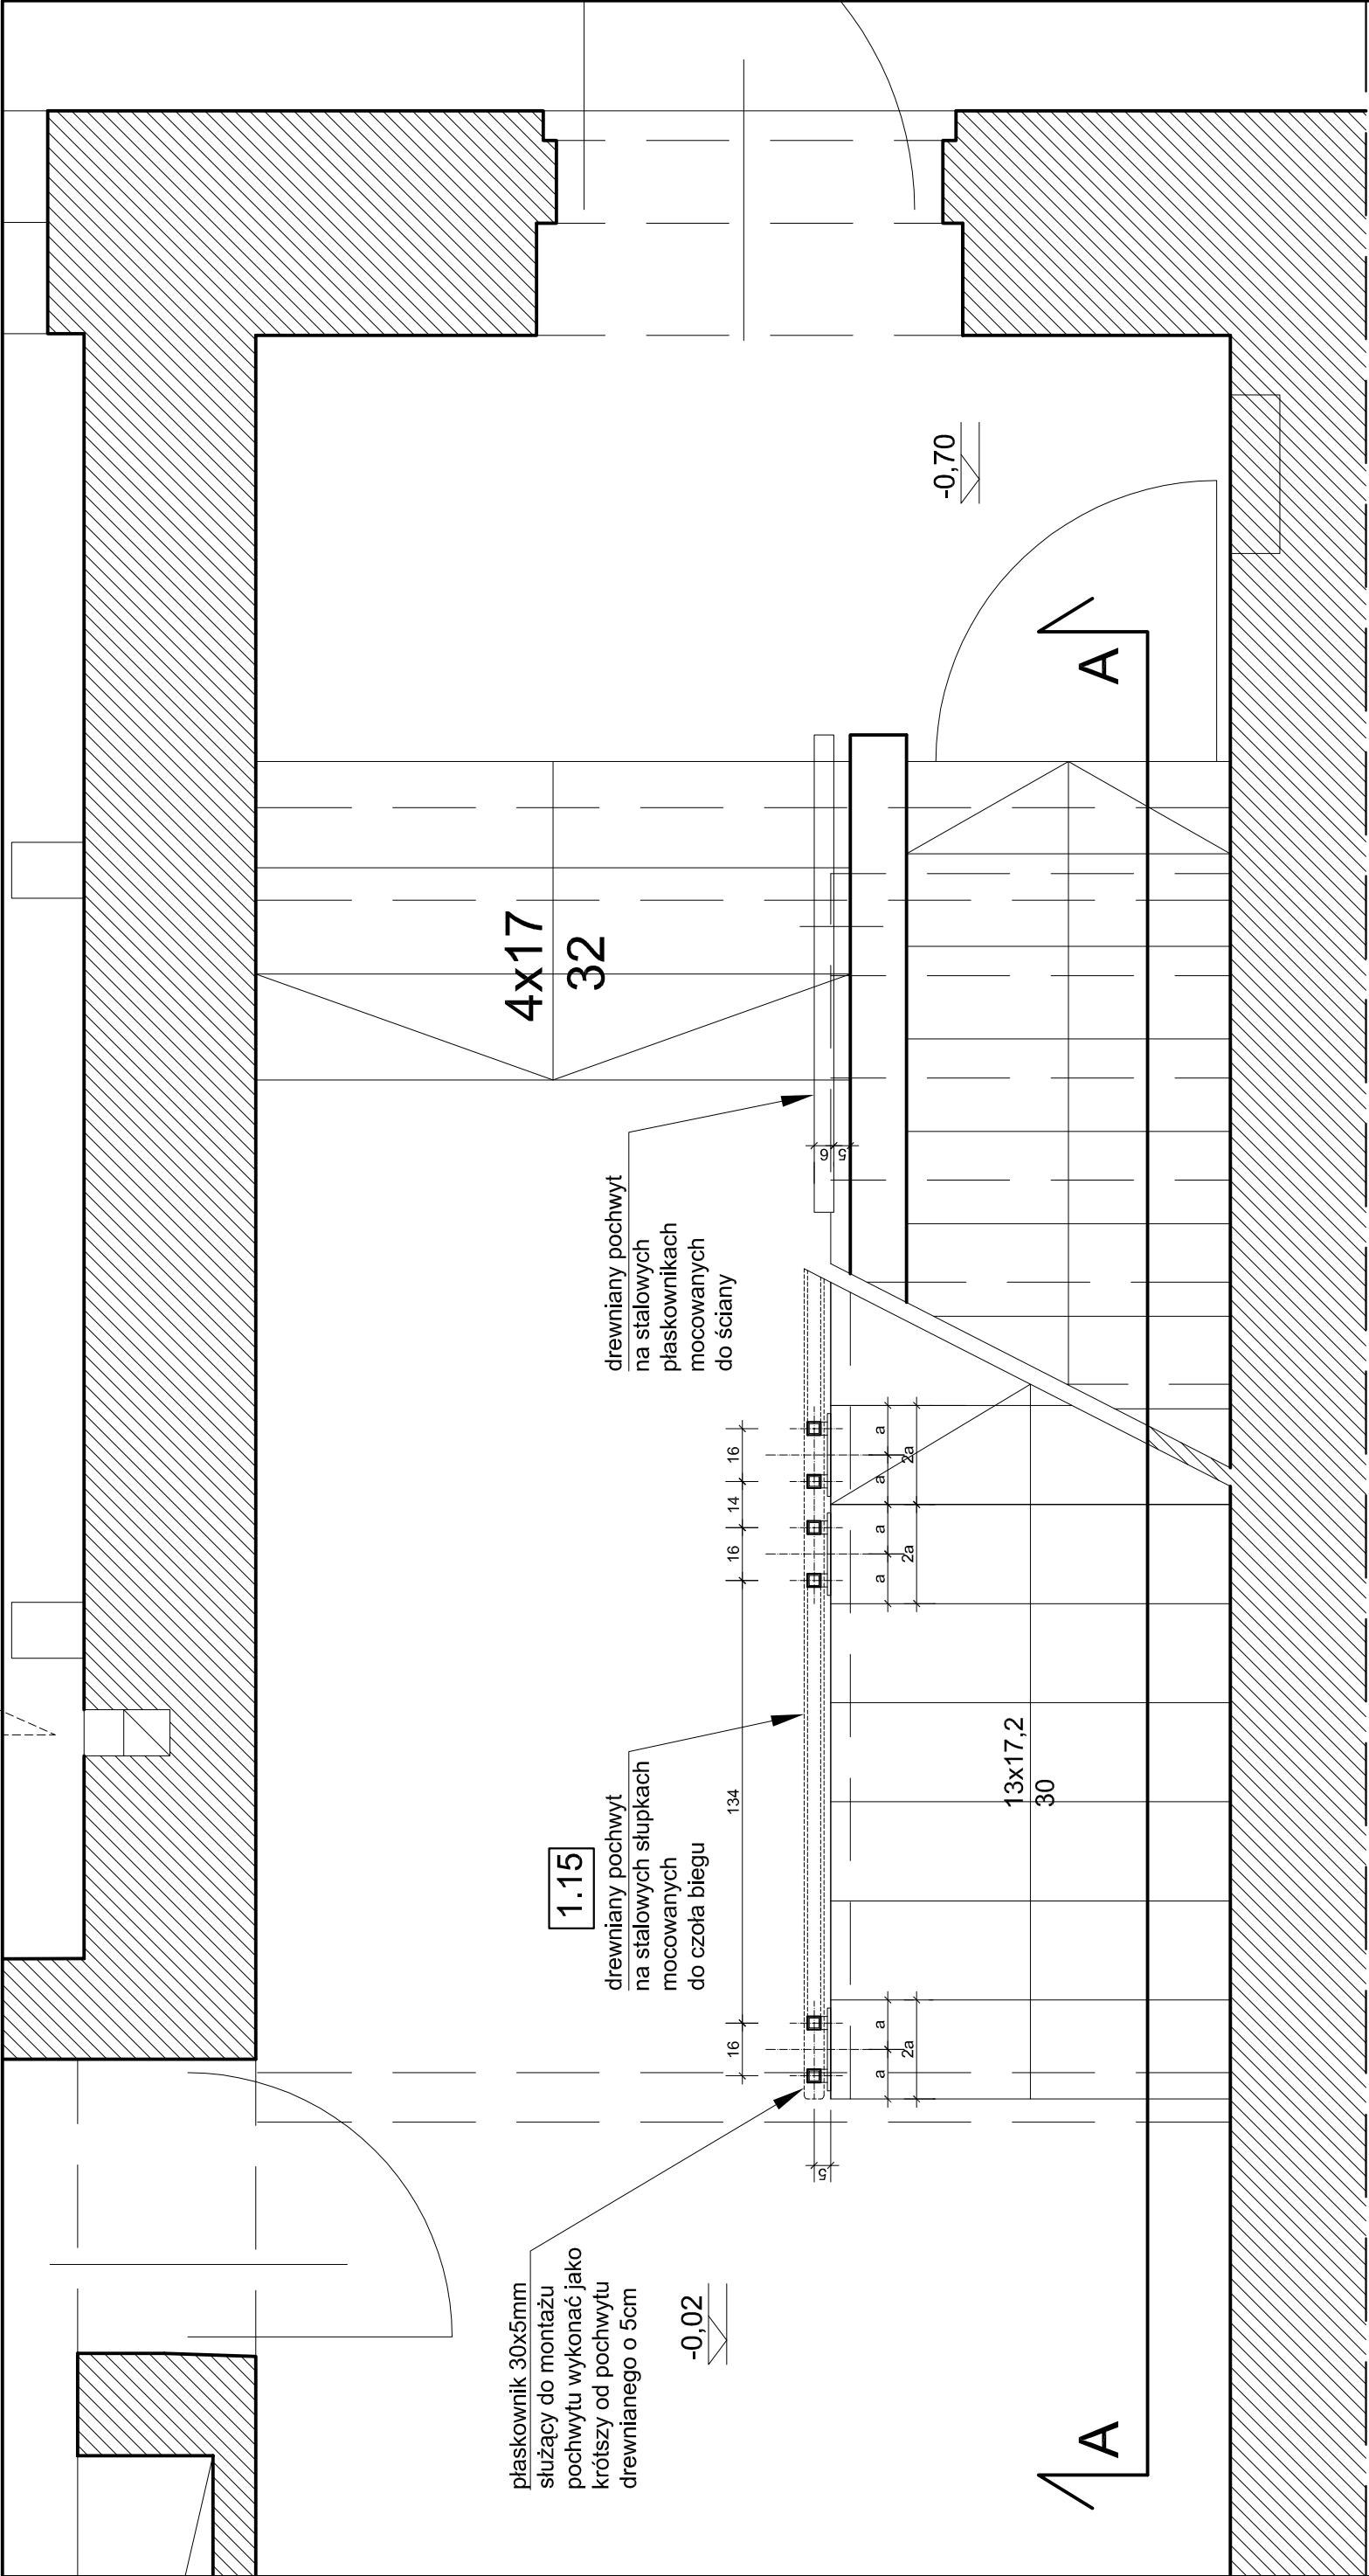 płaskownik 30x5mm
służący do montażu
pochwytu wykonać jako
krótszy od pochwytu
drewnianego o 5cm
-0,02
1.15
drewniany pochwyt
na stalowych słupkach
mocowanych
do czoła biegu
drewniany pochwyt
na stalowych
płaskownikach
mocowanych
do ściany
4x17
32
-0,70
16
134
16
14
16
5
6
5
a
a
2a
a
a
2a
a
a
2a
13x17,2
30
A
A